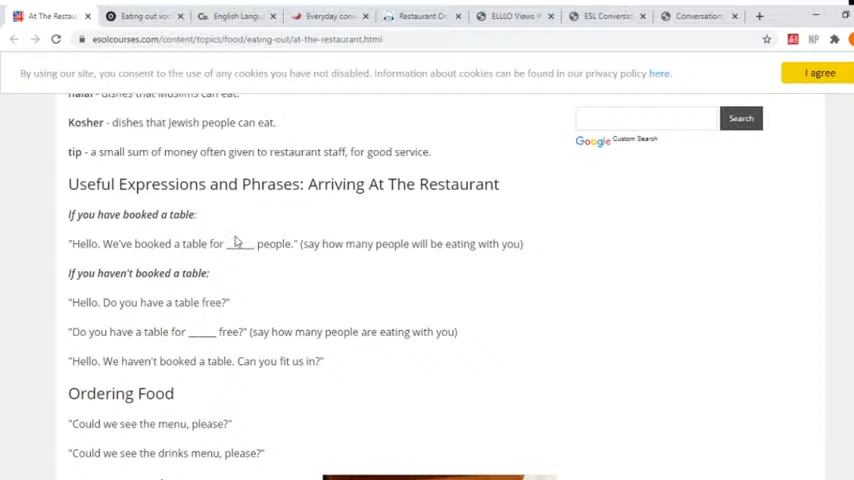 At The Resta
Eating out voc
English Langu
Everyday con
Restaurant O
ELLLO Views
ESL Conversat
Conversation
esolcourses.com/content/topics/food/eating-out/at-the-restaurant.html
NP
By using our site, you consent to the use of any cookies you have not disabled. Information about cookies can be found in our privacy policy here.
I agree
halal - dishes that Muslims can eat.
Kosher - dishes that Jewish people can eat.
Search
Google Custom Search
tip - a small sum of money often given to restaurant staff, for good service.
Useful Expressions and Phrases: Arriving At The Restaurant
If you have booked a table:
"Hello. We've booked a table for _____ people." (say how many people will be eating with you)
If you haven't booked a table:
"Hello. Do you have a table free?"
"Do you have a table for _____ free?" (say how many people are eating with you)
"Hello. We haven't booked a table. Can you fit us in?"
Ordering Food
"Could we see the menu, please?"
"Could we see the drinks menu, please?"